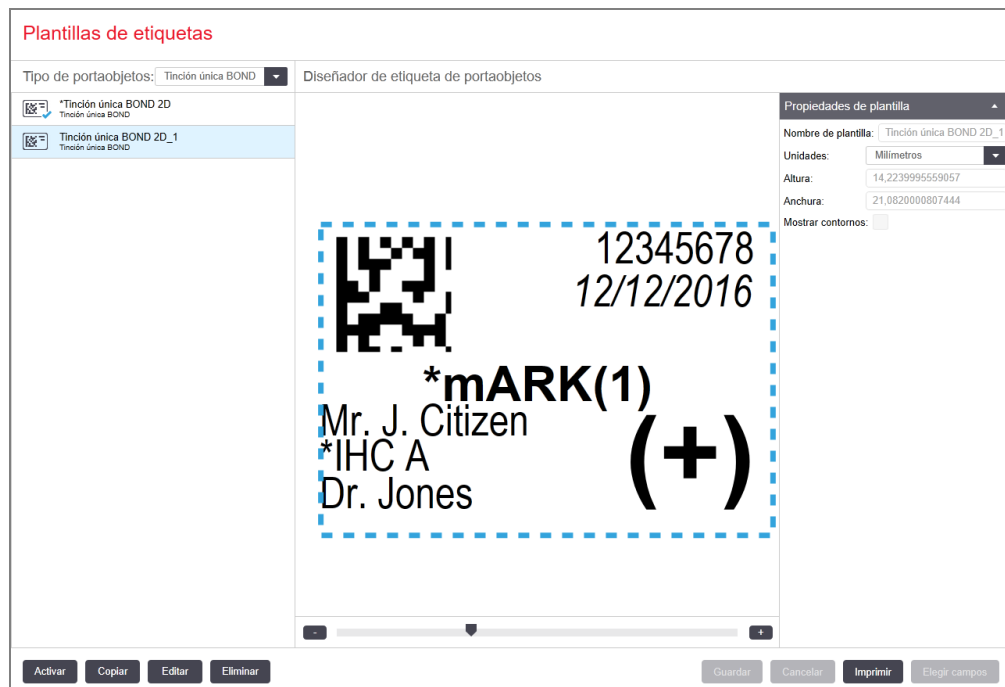 Plantillas de etiquetas
Tipo de portaobjetos: Tinción única BOND
Diseñador de etiqueta de portaobjetos
*Tinción única BOND 2D
Tinción única BOND
Tinción única BOND 2D_1
Tinción única BOND
12345678
12/12/2016
*mARK(1)
Mr. J. Citizen
*IHC A
(+)
Dr. Jones
- +
Propiedades de plantilla
Nombre de plantilla: Tinción única BOND 2D_1
Unidades: Milímetros
Altura: 14,2239995559057
Anchura: 21,0820000807444
Mostrar contornos:
Activar Copiar Editar Eliminar Guardar Cancelar Imprimir Elegir campos